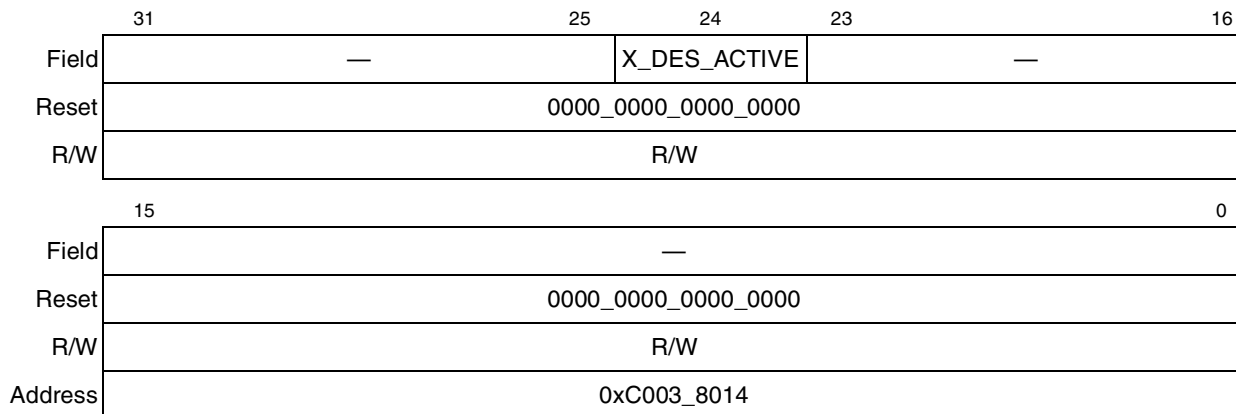 31 25 24 23 16
Field — X_DES_ACTIVE —
Reset 0000_0000_0000_0000
R/W R/W
15 0
Field —
Reset 0000_0000_0000_0000
R/W R/W
Address 0xC003_8014